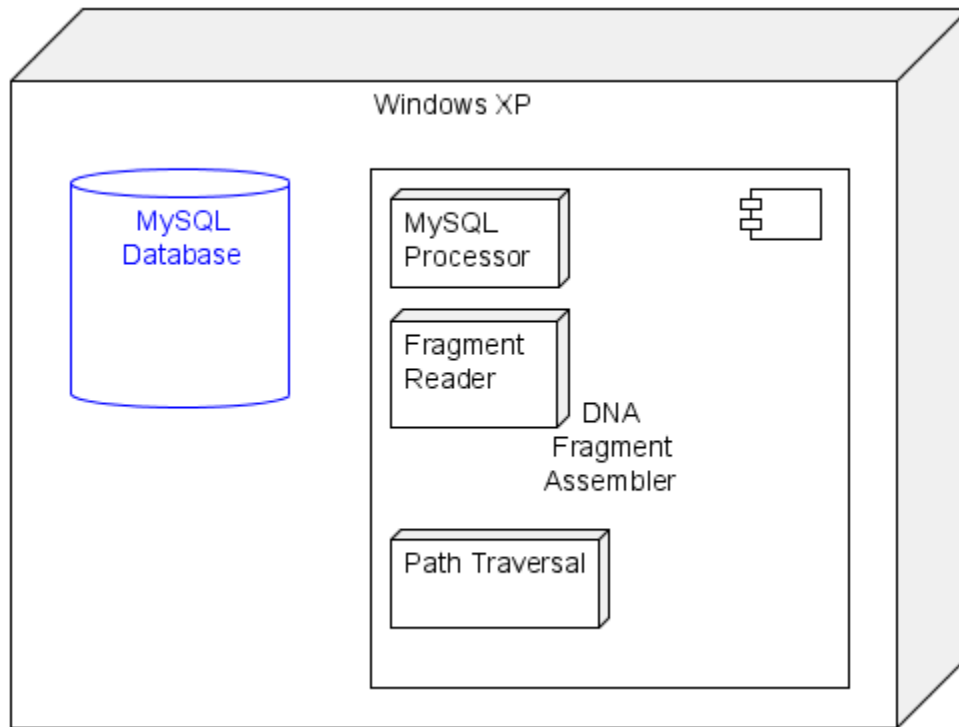 Windows XP
MySQL
Database
MySQL
Processor
Fragment
Reader
DNA
Fragment
Assembler
Path Traversal